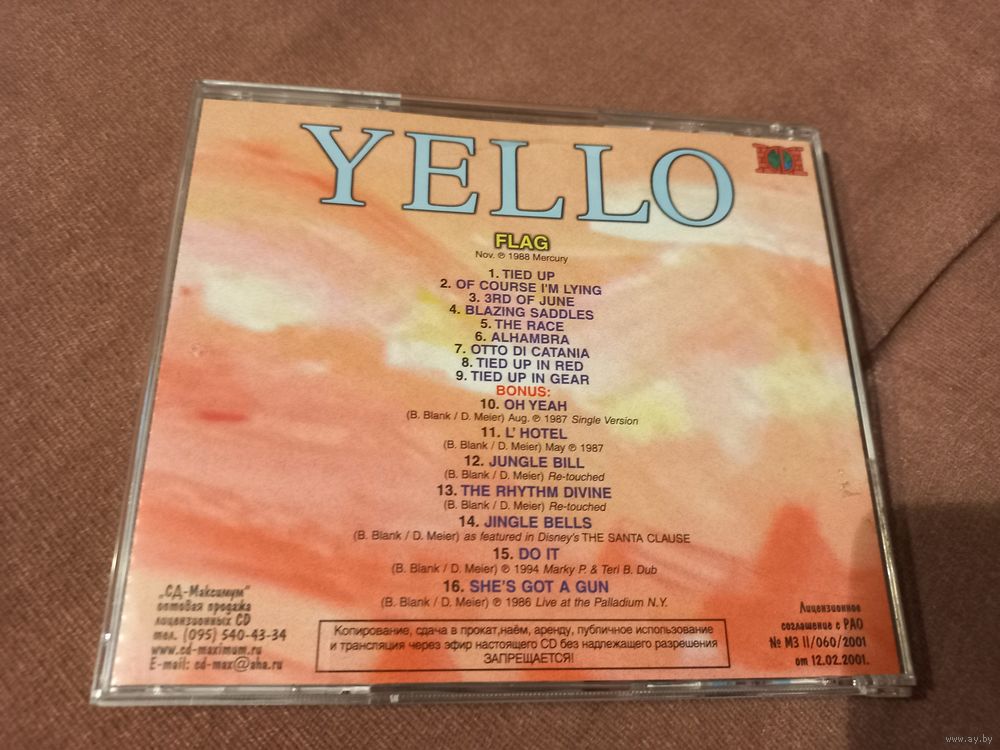 YELLO
FLAG
Nov. ℗ 1988 Mercury
1. TIED UP
2. OF COURSE I'M LYING
3. 3RD OF JUNE
4. BLAZING SADDLES
5. THE RACE
6. ALHAMBRA
7. OTTO DI CATANIA
8. TIED UP IN RED
9. TIED UP IN GEAR
BONUS:
10. OH YEAH
(B. Blank / D. Meier) Aug. ℗ 1987 Single Version
11. L' HOTEL
(B. Blank / D. Meier) May ℗ 1987
12. JUNGLE BILL
(B. Blank / D. Meier) Re-touched
13. THE RHYTHM DIVINE
(B. Blank / D. Meier) Re-touched
14. JINGLE BELLS
(B. Blank / D. Meier) as featured in Disney's THE SANTA CLAUSE
15. DO IT
(B. Blank / D. Meier) ℗ 1994 Marky P. & Teri B. Dub
16. SHE'S GOT A GUN
(B. Blank / D. Meier) ℗ 1986 Live at the Palladium N.Y.
„СД-Максимум"
оптовая продажа
лицензионных CD
тел. (095) 540-43-34
www.cd-maximum.ru
E-mail: cd-max@aha.ru
Копирование, сдача в прокат,наём, аренду, публичное использование
и трансляция через эфир настоящего CD без надлежащего разрешения
ЗАПРЕЩАЕТСЯ!
Лицензионное
соглашение с РАО
№ МЗ II/060/2001
от 12.02.2001.
www.ay.by